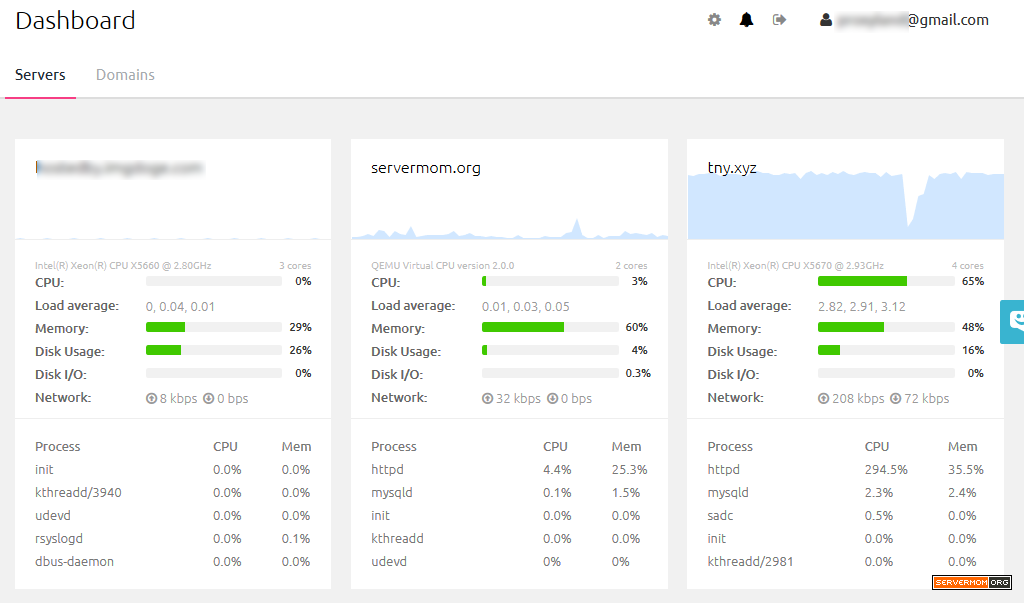 Dashboard
@gmail.com
Servers Domains
Intel(R) Xeon(R) CPU X5660 @ 2.80GHz 3 cores
CPU: 0%
Load average: 0, 0.04, 0.01
Memory: 29%
Disk Usage: 26%
Disk I/O: 0%
Network: 8 kbps 0 bps
Process CPU Mem
init 0.0% 0.0%
kthreadd/3940 0.0% 0.0%
udevd 0.0% 0.0%
rsyslogd 0.0% 0.1%
dbus-daemon 0.0% 0.0%
servermom.org
QEMU Virtual CPU version 2.0.0 2 cores
CPU: 3%
Load average: 0.01, 0.03, 0.05
Memory: 60%
Disk Usage: 4%
Disk I/O: 0.3%
Network: 32 kbps 0 bps
Process CPU Mem
httpd 4.4% 25.3%
mysqld 0.1% 1.5%
init 0.0% 0.0%
kthreadd 0.0% 0.0%
udevd 0% 0%
tny.xyz
Intel(R) Xeon(R) CPU X5670 @ 2.93GHz 4 cores
CPU: 65%
Load average: 2.82, 2.91, 3.12
Memory: 48%
Disk Usage: 16%
Disk I/O: 0%
Network: 208 kbps 72 kbps
Process CPU Mem
httpd 294.5% 35.5%
mysqld 2.3% 2.4%
sadc 0.5% 0.0%
init 0.0% 0.0%
kthreadd/2981 0.0% 0.0%
SERVERMOM.ORG